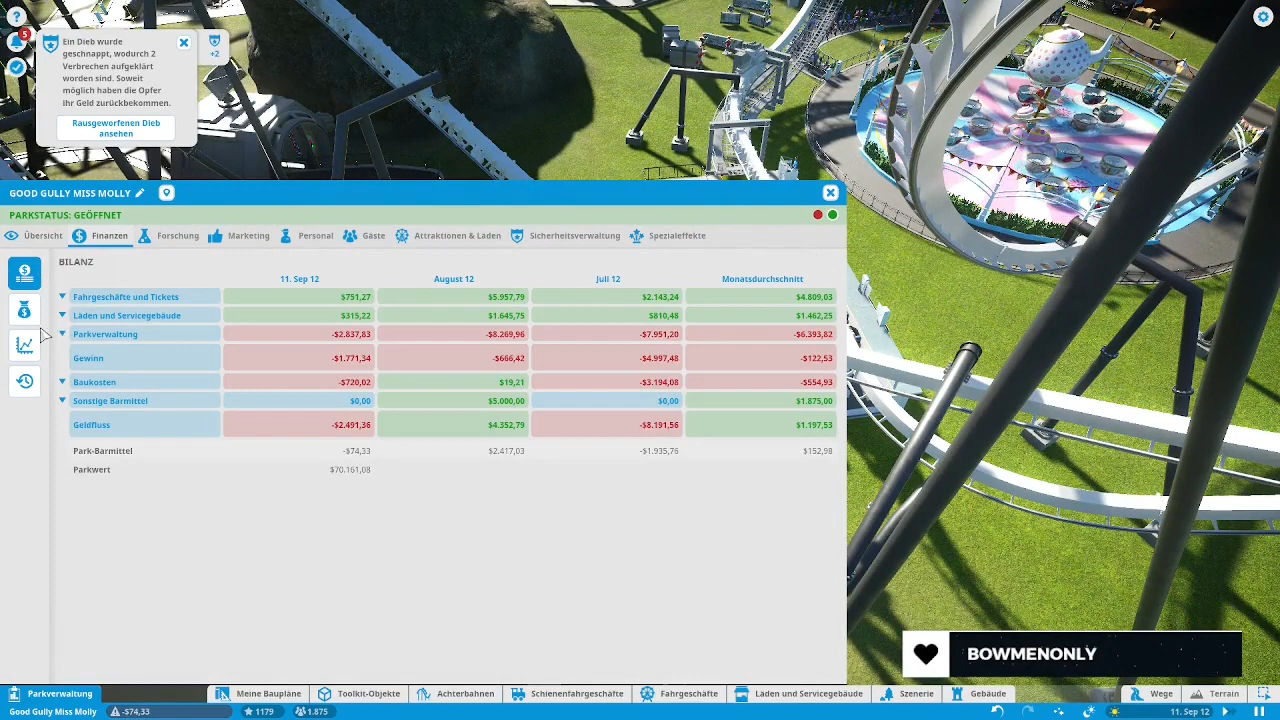 5
Ein Dieb wurde
geschnappt, wodurch 2
Verbrechen aufgeklärt
worden sind. Soweit
möglich haben die Opfer
ihr Geld zurückbekommen.
+2
Rausgeworfenen Dieb
ansehen
GOOD GULLY MISS MOLLY
PARKSTATUS: GEÖFFNET
Übersicht Finanzen Forschung Marketing Personal Gäste Attraktionen & Läden Sicherheitsverwaltung Spezialeffekte
BILANZ
11. Sep 12 August 12 Juli 12 Monatsdurchschnitt
Fahrgeschäfte und Tickets $751,27 $5.957,79 $2.143,24 $4.809,03
Läden und Servicegebäude $315,22 $1.645,75 $810,48 $1.462,25
Parkverwaltung -$2.837,83 -$8.269,96 -$7.951,20 -$6.393,82
Gewinn -$1.771,34 -$666,42 -$4.997,48 -$122,53
Baukosten -$720,02 $19,21 -$3.194,08 -$554,93
Sonstige Barmittel $0,00 $5.000,00 $0,00 $1.875,00
Geldfluss -$2.491,36 $4.352,79 -$8.191,56 $1.197,53
Park-Barmittel -$74,33 $2.417,03 -$1.935,76 $152,98
Parkwert $70.161,08
BOWMENONLY
Parkverwaltung Meine Baupläne Toolkit-Objekte Achterbahnen Schienenfahrgeschäfte Fahrgeschäfte Läden und Servicegebäude Szenerie Gebäude Wege Terrain
Good Gully Miss Molly -$74,33 1179 1.875 11. Sep 12